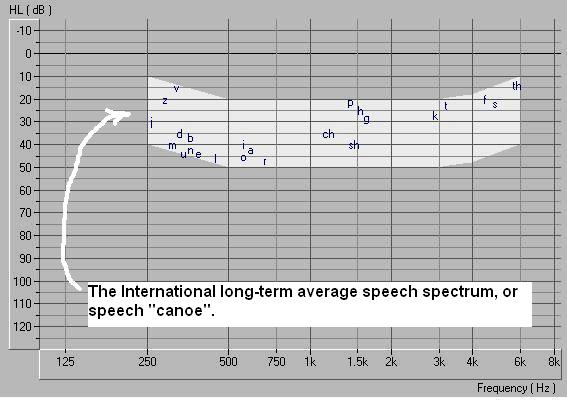 HL ( dB )
-10
0
10
20
30
40
50
60
70
80
90
100
110
120
v
z
th
p
h
g
t
f
s
k
j
d
b
ch
m
u
n
e
i
a
o
l
r
sh
The International long-term average speech spectrum, or
speech "canoe".
125 250 500 750 1k 1.5k 2k 3k 4k 6k 8k
Frequency ( Hz )